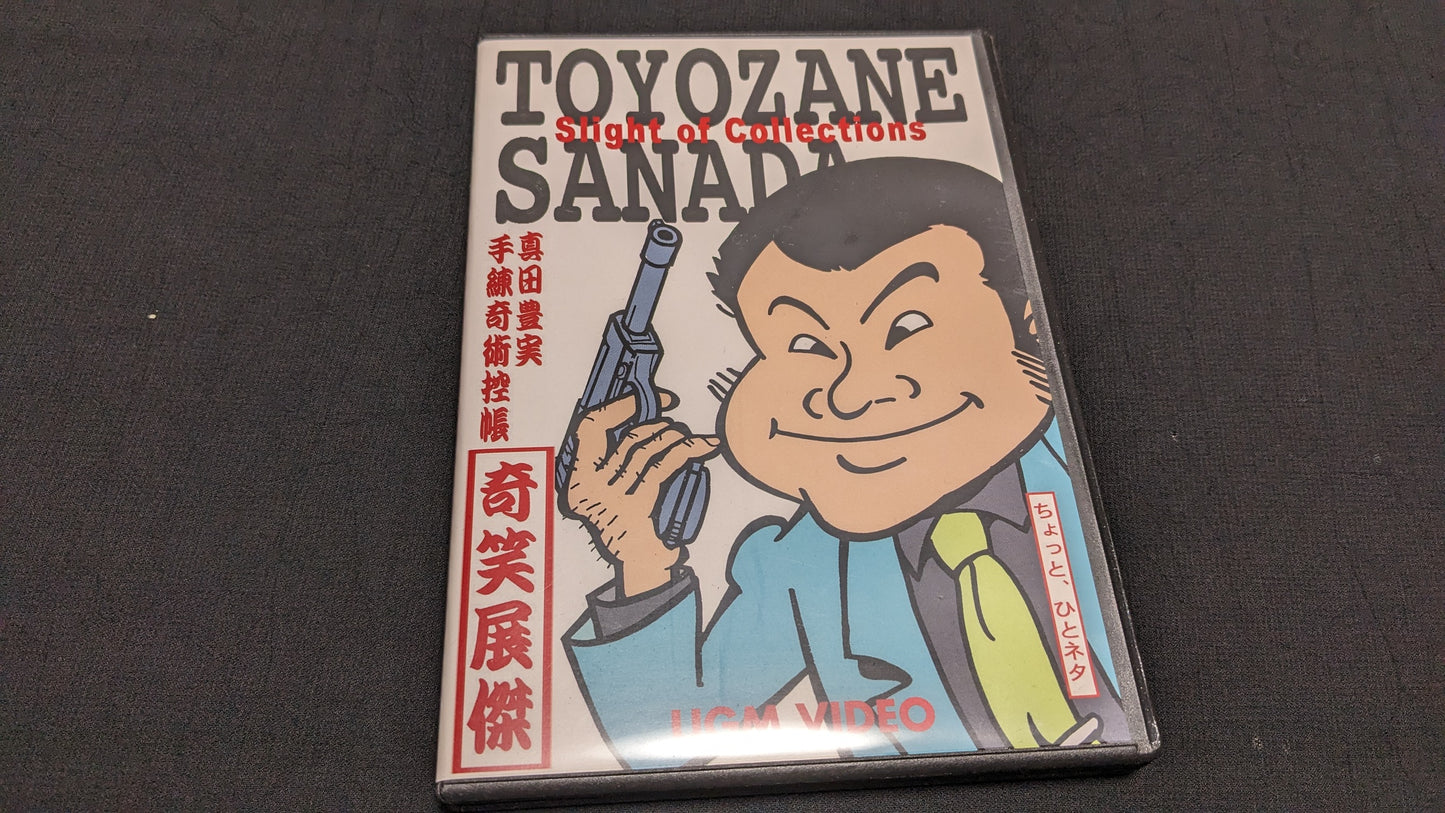 TOYOZANE
Slight of Collections
SANADA
真田豊実
手練奇術控帳
奇笑展傑
ちょっと、ひとネタ
UGM VIDEO